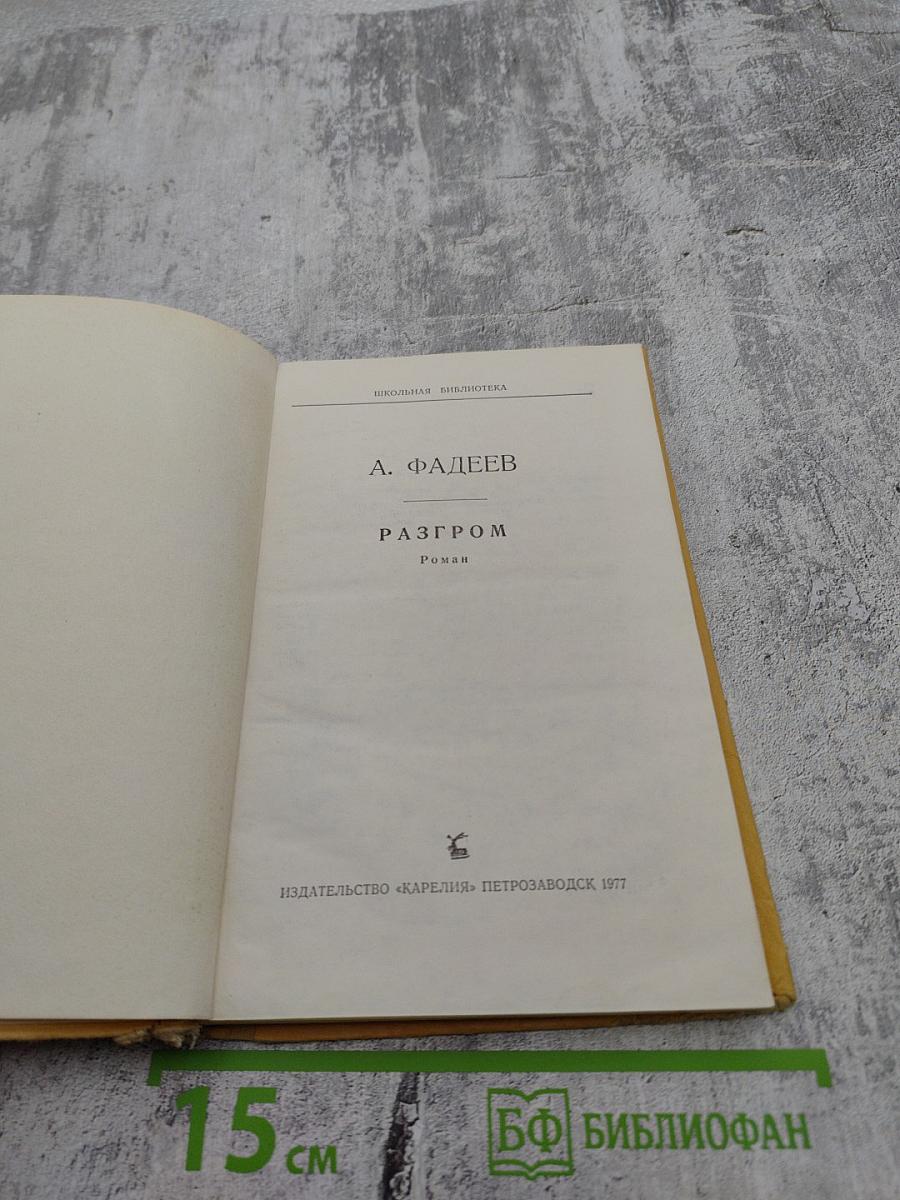 ШКОЛЬНАЯ БИБЛИОТЕКА
А. ФАДЕЕВ
РАЗГРОМ
Роман
ИЗДАТЕЛЬСТВО «КАРЕЛИЯ» ПЕТРОЗАВОДСК 1977
15 см
БФ БИБЛИОФАН